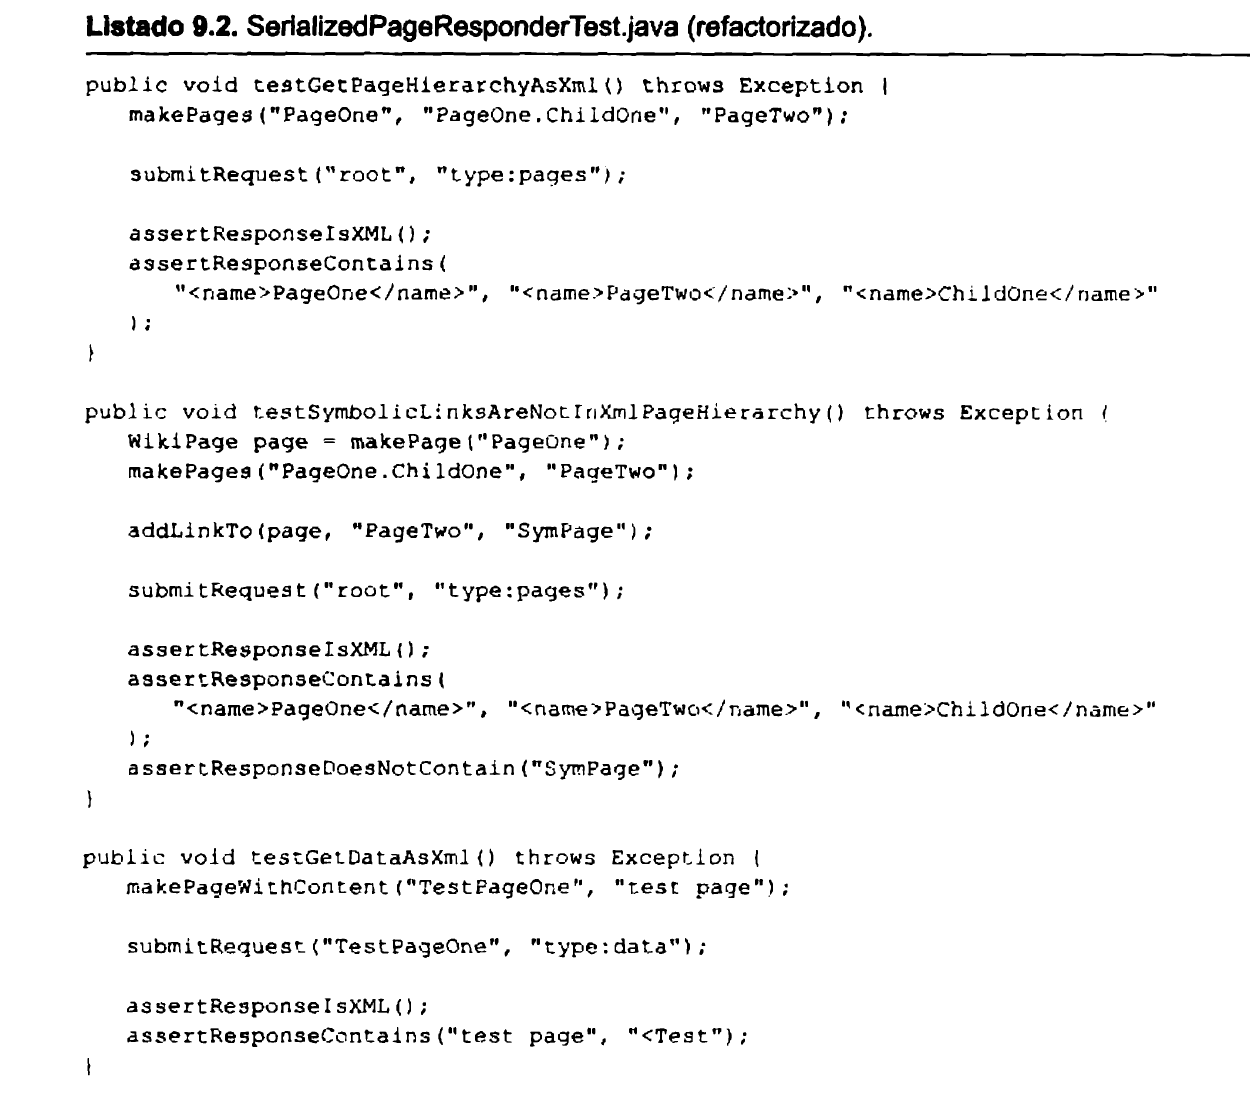 Listado 9.2. SerializedPageResponderTest.java (refactorizado).
public void testGetPageHierarchyAsXml() throws Exception {
makePages("PageOne", "PageOne.ChildOne", "PageTwo");
submitRequest("root", "type:pages");
assertResponseIsXML();
assertResponseContains(
"<name>PageOne</name>", "<name>PageTwo</name>", "<name>ChildOne</name>"
);
}
public void testSymbolicLinksAreNotInXmlPageHierarchy() throws Exception {
WikiPage page = makePage("PageOne");
makePages("PageOne.ChildOne", "PageTwo");
addLinkTo(page, "PageTwo", "SymPage");
submitRequest("root", "type:pages");
assertResponseIsXML();
assertResponseContains(
"<name>PageOne</name>", "<name>PageTwo</name>", "<name>ChildOne</name>"
);
assertResponseDoesNotContain("SymPage");
}
public void testGetDataAsXml() throws Exception {
makePageWithContent("TestPageOne", "test page");
submitRequest("TestPageOne", "type:data");
assertResponseIsXML();
assertResponseContains("test page", "<Test");
}